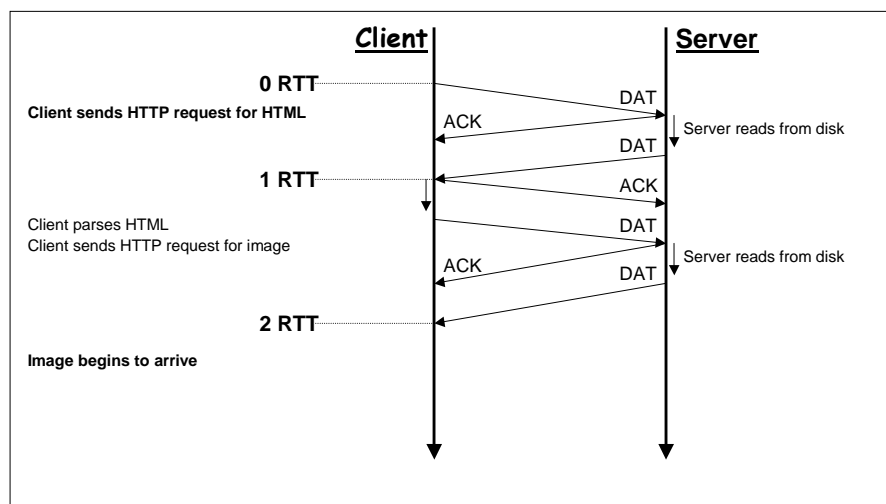 Client
Server
0 RTT
DAT
Client sends HTTP request for HTML
ACK
Server reads from disk
DAT
1 RTT
ACK
Client parses HTML
DAT
Client sends HTTP request for image
Server reads from disk
ACK
DAT
2 RTT
Image begins to arrive